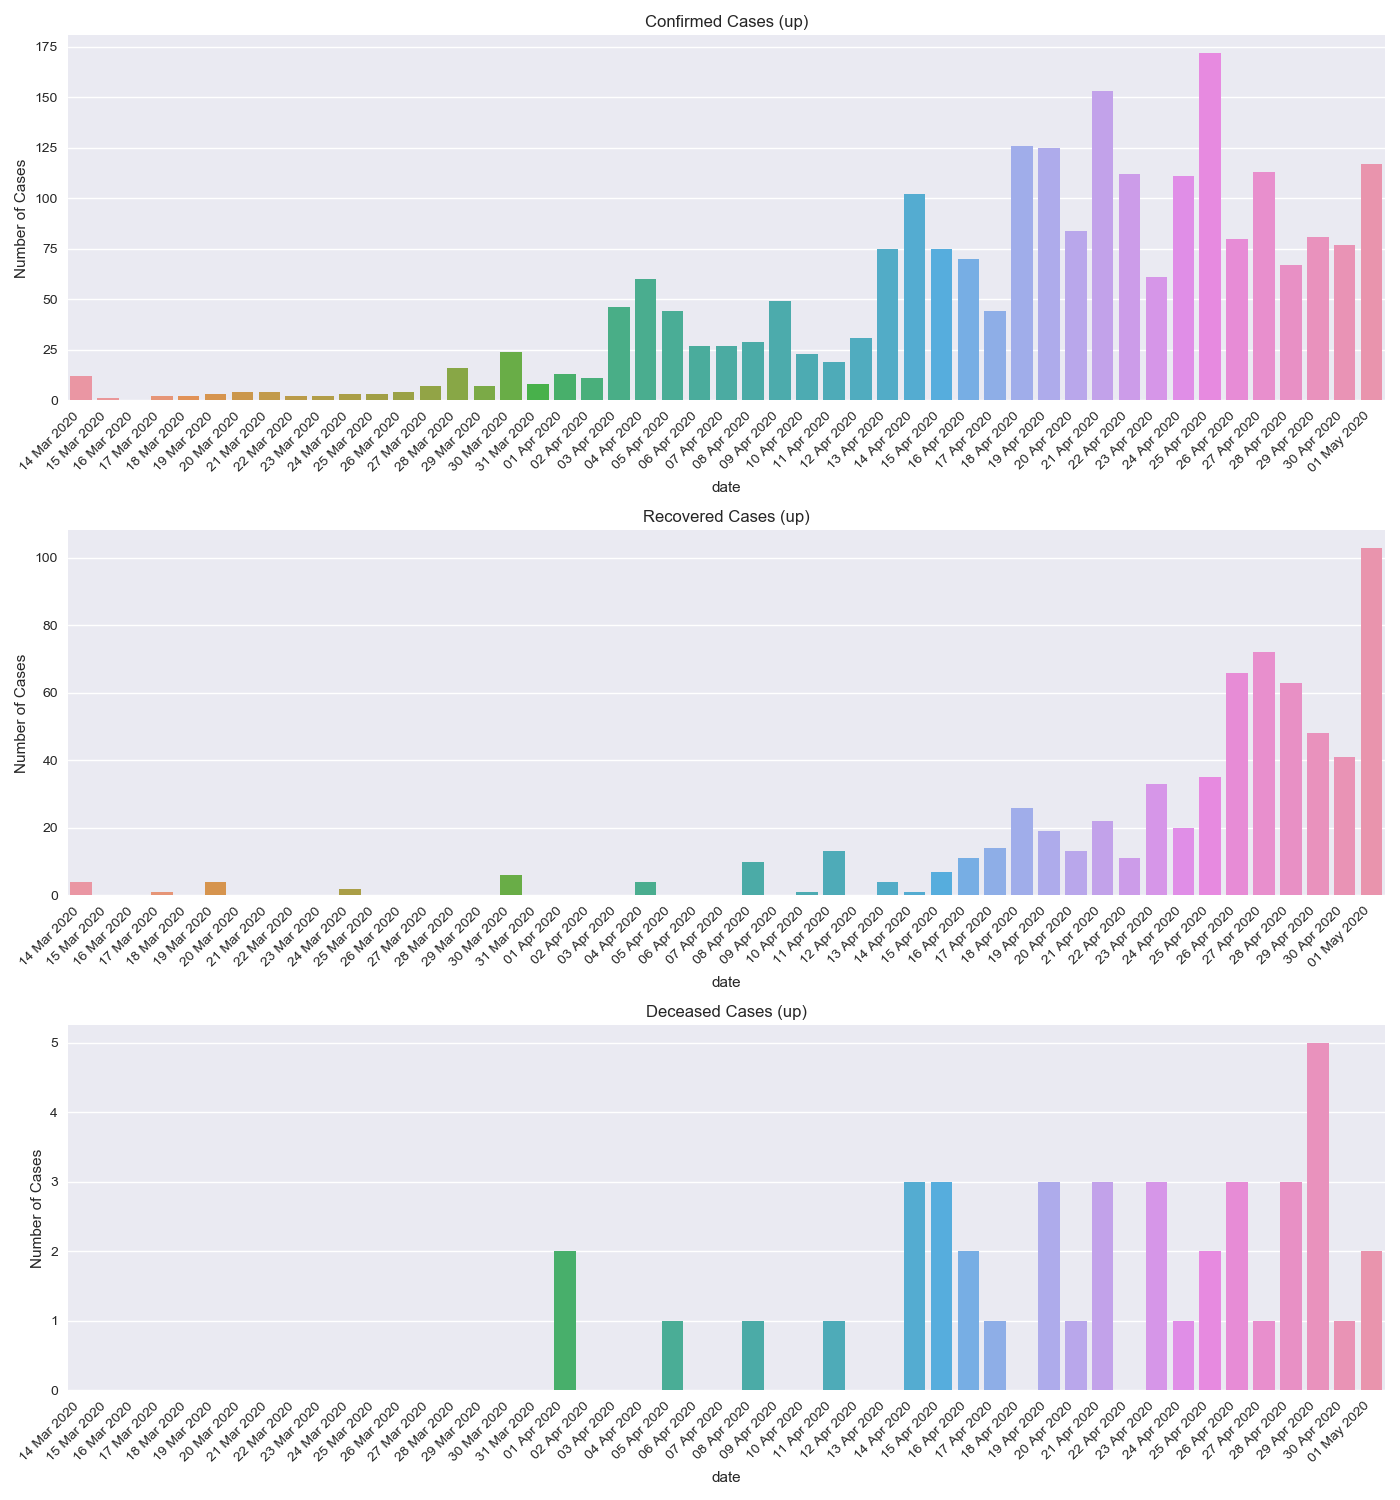 Confirmed Cases (up)
Number of Cases
175
150
125
100
75
50
25
0
14 Mar 2020
15 Mar 2020
16 Mar 2020
17 Mar 2020
18 Mar 2020
19 Mar 2020
20 Mar 2020
21 Mar 2020
22 Mar 2020
23 Mar 2020
24 Mar 2020
25 Mar 2020
26 Mar 2020
27 Mar 2020
28 Mar 2020
29 Mar 2020
30 Mar 2020
31 Mar 2020
01 Apr 2020
02 Apr 2020
03 Apr 2020
04 Apr 2020
05 Apr 2020
06 Apr 2020
07 Apr 2020
08 Apr 2020
09 Apr 2020
10 Apr 2020
11 Apr 2020
12 Apr 2020
13 Apr 2020
14 Apr 2020
15 Apr 2020
16 Apr 2020
17 Apr 2020
18 Apr 2020
19 Apr 2020
20 Apr 2020
21 Apr 2020
22 Apr 2020
23 Apr 2020
24 Apr 2020
25 Apr 2020
26 Apr 2020
27 Apr 2020
28 Apr 2020
29 Apr 2020
30 Apr 2020
01 May 2020
date
Recovered Cases (up)
Number of Cases
100
80
60
40
20
0
14 Mar 2020
15 Mar 2020
16 Mar 2020
17 Mar 2020
18 Mar 2020
19 Mar 2020
20 Mar 2020
21 Mar 2020
22 Mar 2020
23 Mar 2020
24 Mar 2020
25 Mar 2020
26 Mar 2020
27 Mar 2020
28 Mar 2020
29 Mar 2020
30 Mar 2020
31 Mar 2020
01 Apr 2020
02 Apr 2020
03 Apr 2020
04 Apr 2020
05 Apr 2020
06 Apr 2020
07 Apr 2020
08 Apr 2020
09 Apr 2020
10 Apr 2020
11 Apr 2020
12 Apr 2020
13 Apr 2020
14 Apr 2020
15 Apr 2020
16 Apr 2020
17 Apr 2020
18 Apr 2020
19 Apr 2020
20 Apr 2020
21 Apr 2020
22 Apr 2020
23 Apr 2020
24 Apr 2020
25 Apr 2020
26 Apr 2020
27 Apr 2020
28 Apr 2020
29 Apr 2020
30 Apr 2020
01 May 2020
date
Deceased Cases (up)
Number of Cases
5
4
3
2
1
0
14 Mar 2020
15 Mar 2020
16 Mar 2020
17 Mar 2020
18 Mar 2020
19 Mar 2020
20 Mar 2020
21 Mar 2020
22 Mar 2020
23 Mar 2020
24 Mar 2020
25 Mar 2020
26 Mar 2020
27 Mar 2020
28 Mar 2020
29 Mar 2020
30 Mar 2020
31 Mar 2020
01 Apr 2020
02 Apr 2020
03 Apr 2020
04 Apr 2020
05 Apr 2020
06 Apr 2020
07 Apr 2020
08 Apr 2020
09 Apr 2020
10 Apr 2020
11 Apr 2020
12 Apr 2020
13 Apr 2020
14 Apr 2020
15 Apr 2020
16 Apr 2020
17 Apr 2020
18 Apr 2020
19 Apr 2020
20 Apr 2020
21 Apr 2020
22 Apr 2020
23 Apr 2020
24 Apr 2020
25 Apr 2020
26 Apr 2020
27 Apr 2020
28 Apr 2020
29 Apr 2020
30 Apr 2020
01 May 2020
date